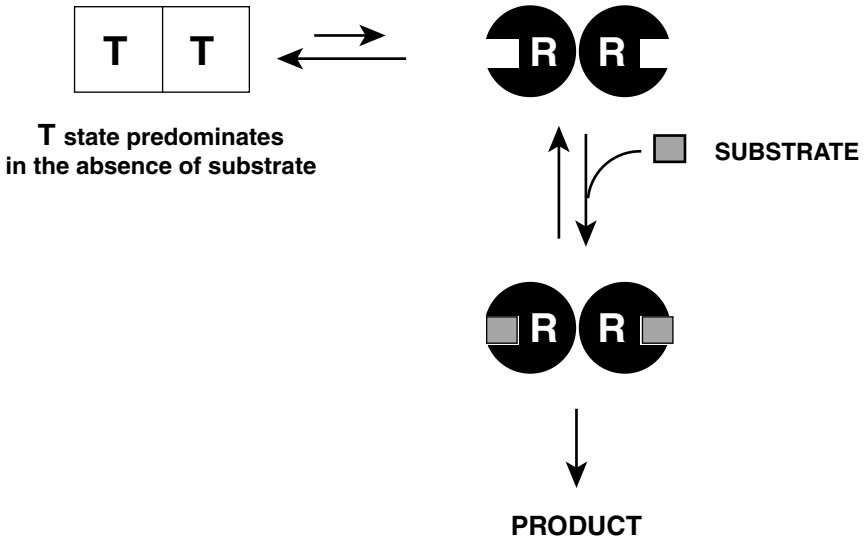 T T
R R
T state predominates
in the absence of substrate
SUBSTRATE
R R
PRODUCT